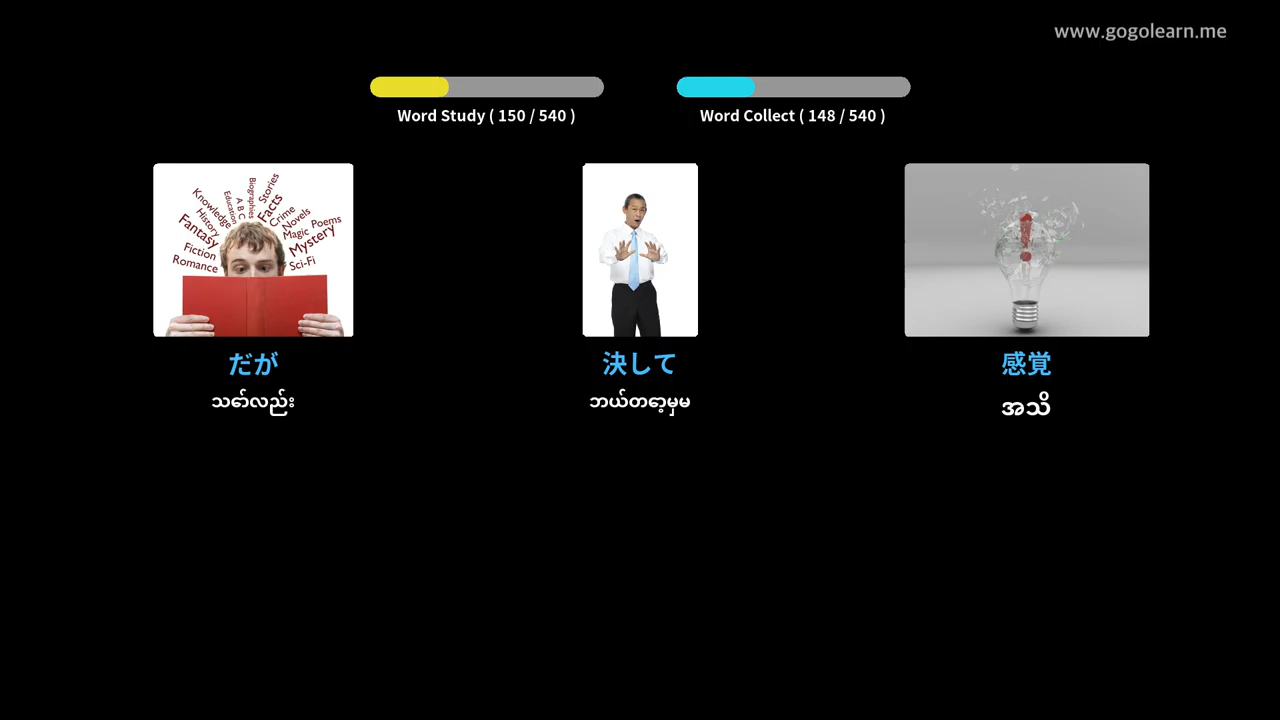 www.gogolearn.me
Word Study ( 150 / 540 )
Word Collect ( 148 / 540 )
Knowledge
History
Fantasy
Fiction
Romance
Education
A B C
Biographies
Stories
Facts
Crime
Novels
Magic
Poems
Mystery
Sci-Fi
だが
決して
感覚
သော်လည်း
ဘယ်တော့မှမ
အသိ